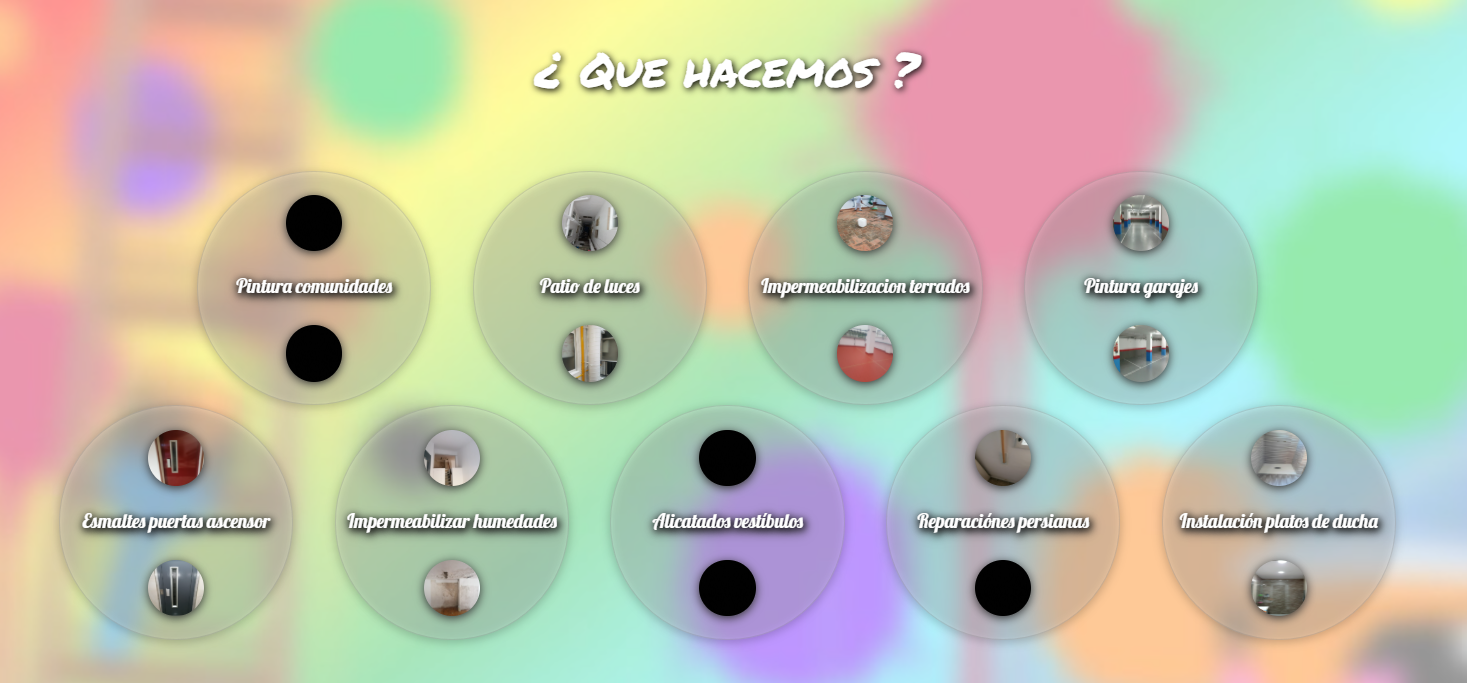 ¿ Que hacemos ?
Pintura comunidades
Patio de luces
Impermeabilizacion terrados
Pintura garajes
Esmaltes puertas ascensor
Impermeabilizar humedades
Alicatados vestíbulos
Reparaciónes persianas
Instalación platos de ducha